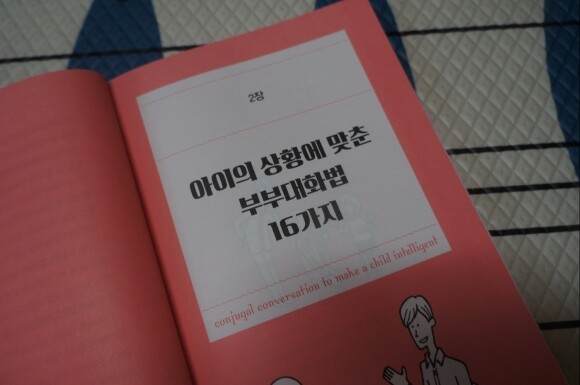 2장
아이의 상황에 맞춘
부부대화법
16가지
conjugal conversation to make a child intelligent